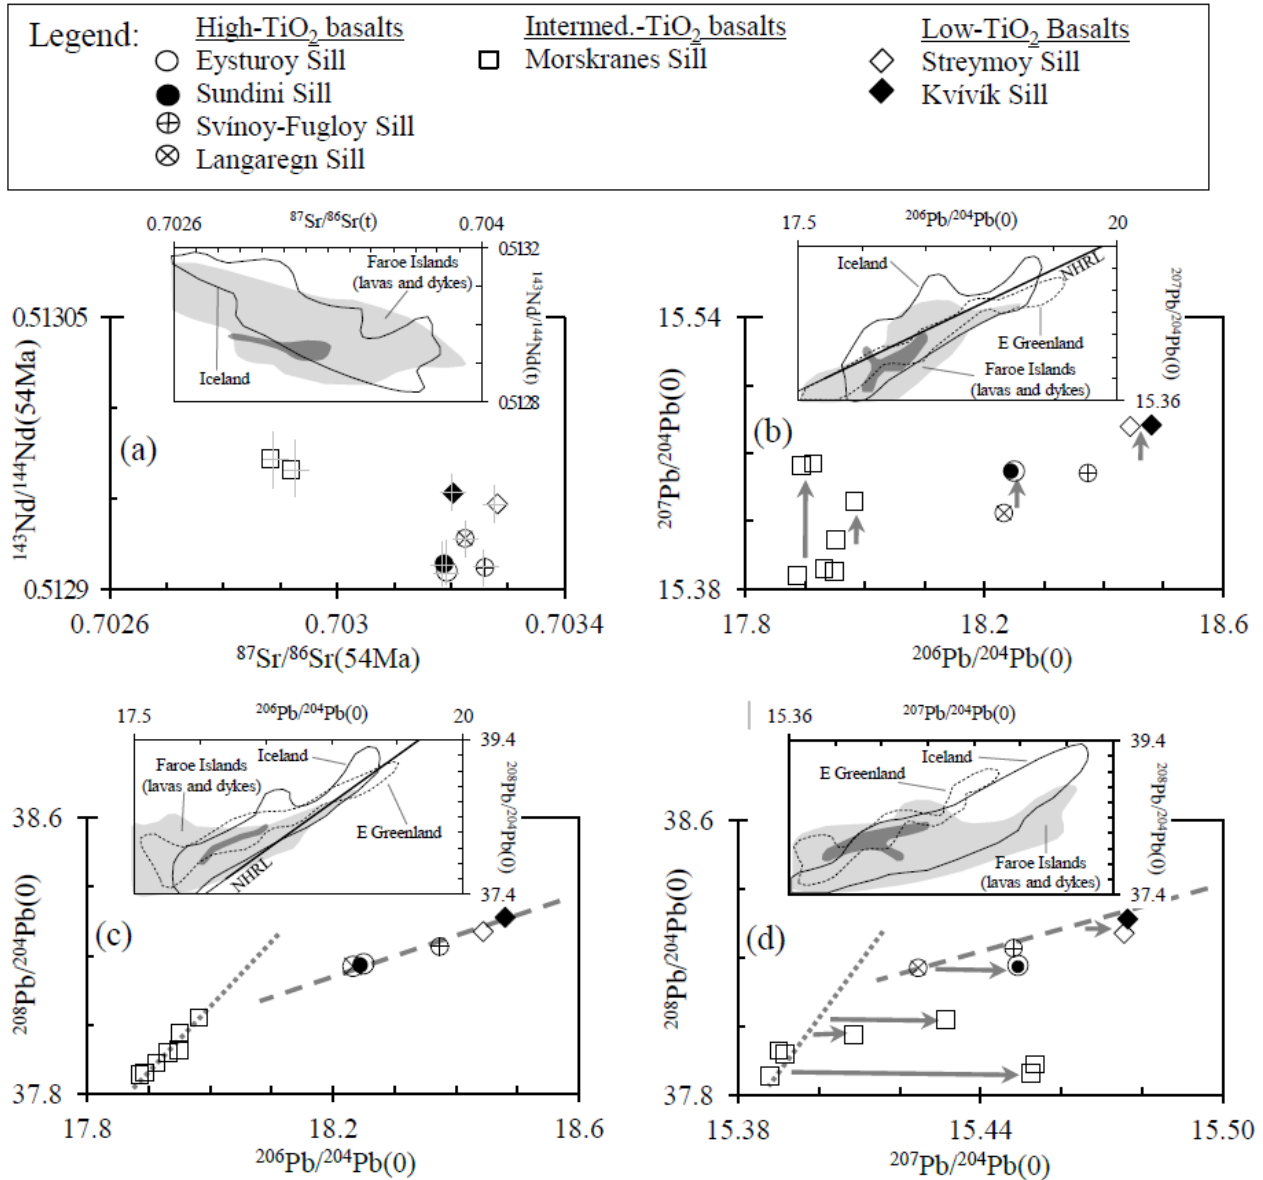 Legend:
High-TiO2 basalts
Eysturoy Sill
Sundini Sill
Svínoy-Fugloy Sill
Langaregn Sill
Intermed.-TiO2 basalts
Morskranes Sill
Low-TiO2 Basalts
Streymoy Sill
Kvívík Sill
0.7026 87Sr/86Sr(t) 0.704
0.5132
143Nd/144Nd(t)
0.5128
Faroe Islands
(lavas and dykes)
Iceland
0.51305
143Nd/144Nd(54Ma)
(a)
0.5129
0.7026 0.703 0.7034
87Sr/86Sr(54Ma)
206Pb/204Pb(0)
17.5 20
Iceland
NHRL
E Greenland
Faroe Islands
(lavas and dykes)
207Pb/204Pb(0)
15.36
15.54
207Pb/204Pb(0)
(b)
15.38
17.8 18.2 18.6
206Pb/204Pb(0)
17.5 206Pb/204Pb(0) 20
39.4
Iceland
Faroe Islands
(lavas and dykes)
E Greenland
NHRL
208Pb/204Pb(0)
37.4
38.6
208Pb/204Pb(0)
(c)
37.8
17.8 18.2 18.6
206Pb/204Pb(0)
15.36 207Pb/204Pb(0)
39.4
Iceland
E Greenland
Faroe Islands
(lavas and dykes)
208Pb/204Pb(0)
37.4
38.6
208Pb/204Pb(0)
(d)
37.8
15.38 15.44 15.50
207Pb/204Pb(0)